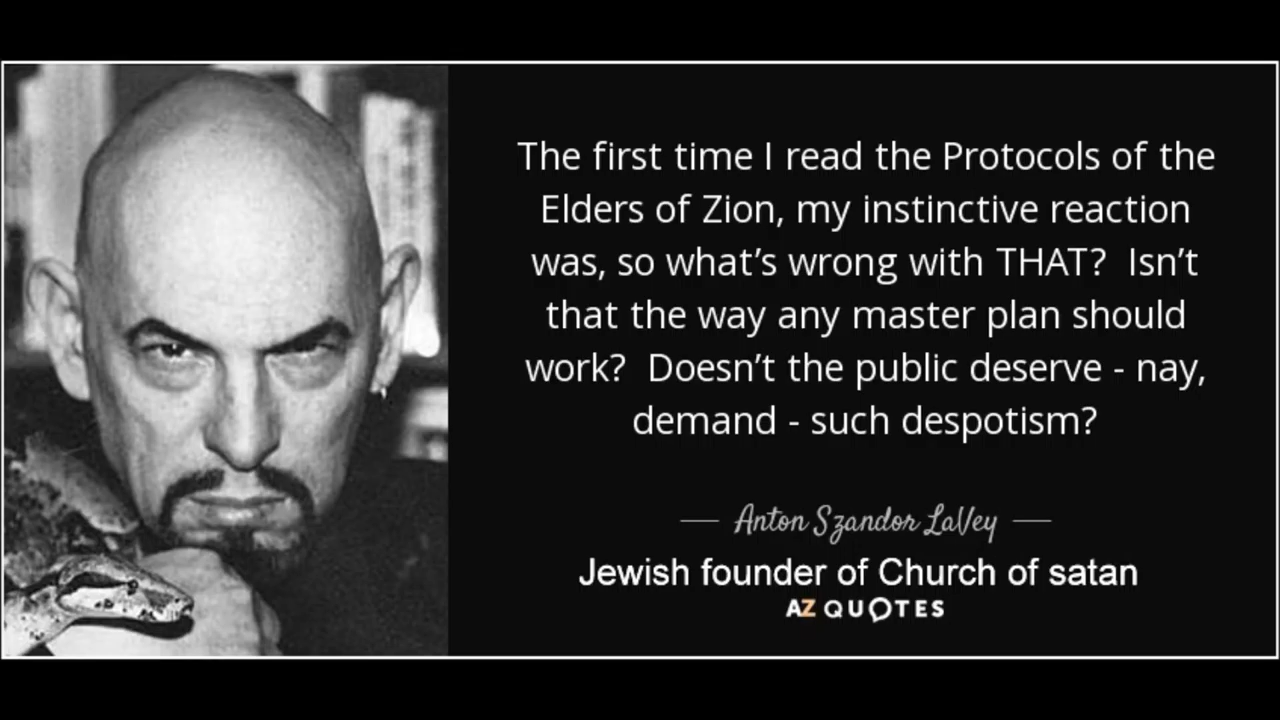 The first time I read the Protocols of the
Elders of Zion, my instinctive reaction
was, so what's wrong with THAT?  Isn't
that the way any master plan should
work?  Doesn't the public deserve - nay,
demand - such despotism?
Anton Szandor LaVey
Jewish founder of Church of satan
AZ QUOTES